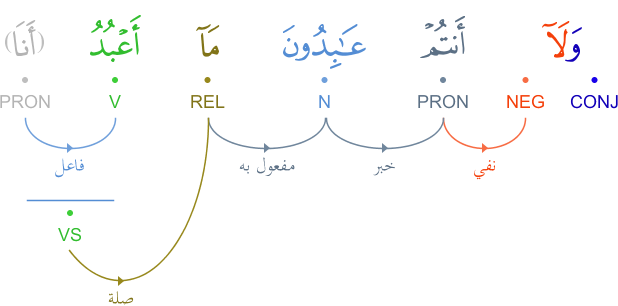 وَلَآ أَنتُمۡ عَٰبِدُونَ مَآ أَعۡبُدُ (أَنَا)
CONJ NEG PRON N REL V PRON
نفي خبر مفعول به فاعل
VS
صلة